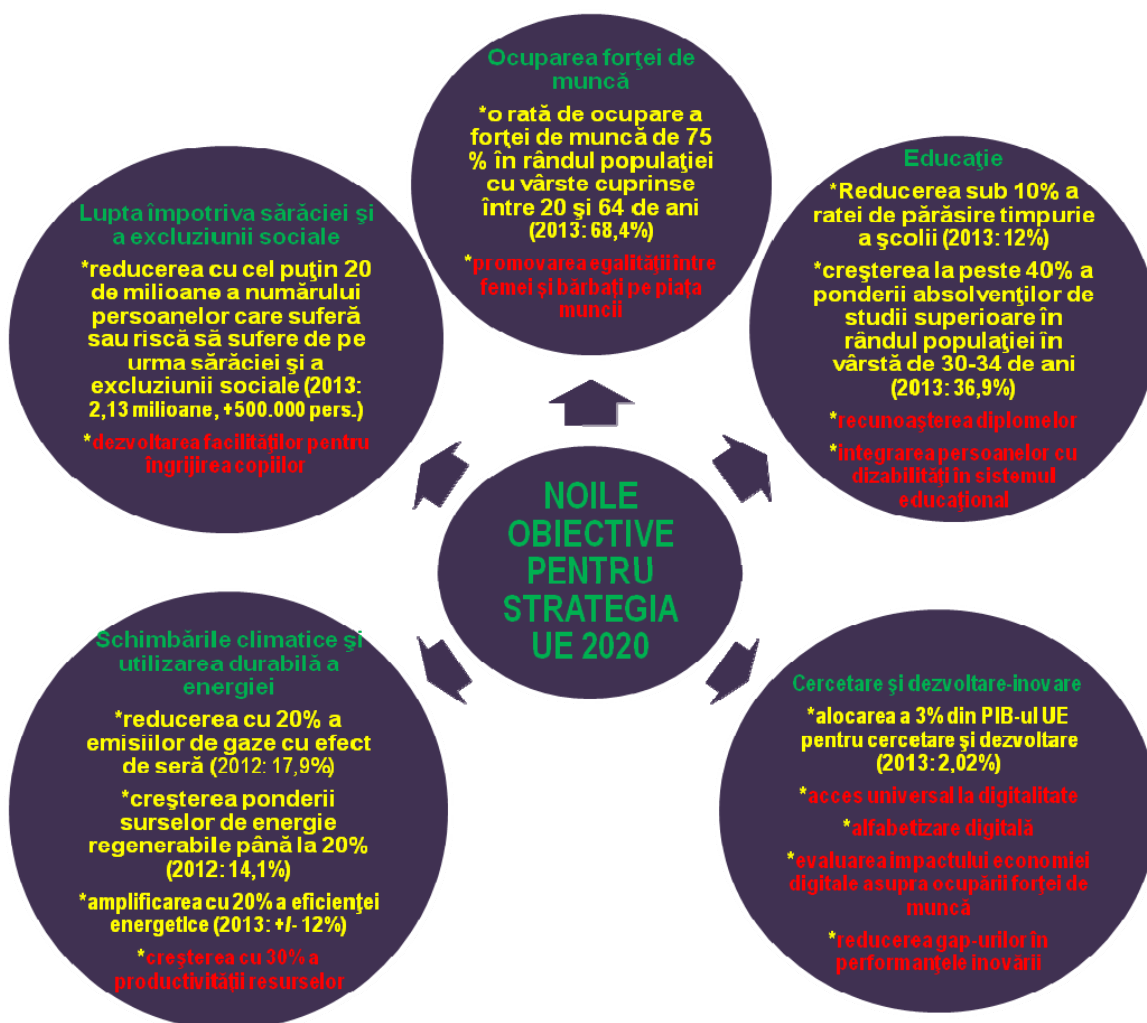 Ocuparea forţei de
muncă
*o rată de ocupare a
forţei de muncă de 75
% în rândul populaţiei
cu vârste cuprinse
între 20 şi 64 de ani
(2013: 68,4%)
*promovarea egalităţii între
femei și bărbați pe piața
muncii
Educaţie
*Reducerea sub 10% a
ratei de părăsire timpurie
a şcolii (2013: 12%)
*creşterea la peste 40% a
ponderii absolvenţilor de
studii superioare în
rândul populaţiei în
vârstă de 30-34 de ani
(2013: 36,9%)
*recunoaşterea diplomelor
*integrarea persoanelor cu
dizabilităţi în sistemul
educaţional
Lupta împotriva sărăciei şi
a excluziunii sociale
*reducerea cu cel puţin 20
de milioane a numărului
persoanelor care suferă
sau riscă să sufere de pe
urma sărăciei şi a
excluziunii sociale (2013:
2,13 milioane, +500.000 pers.)
*dezvoltarea facilităţilor pentru
îngrijirea copiilor
NOILE
OBIECTIVE
PENTRU
STRATEGIA
UE 2020
Schimbările climatice şi
utilizarea durabilă a
energiei
*reducerea cu 20% a
emisiilor de gaze cu efect
de seră (2012: 17,9%)
*creşterea ponderii
surselor de energie
regenerabile până la 20%
(2012: 14,1%)
*amplificarea cu 20% a eficienţei
energetice (2013: +/- 12%)
*creşterea cu 30% a
productivităţii resurselor
Cercetare şi dezvoltare-inovare
*alocarea a 3% din PIB-ul UE
pentru cercetare şi dezvoltare
(2013: 2,02%)
*acces universal la digitalitate
*alfabetizare digitală
*evaluarea impactului economiei
digitale asupra ocupării forţei de
muncă
*reducerea gap-urilor în
performanţele inovării